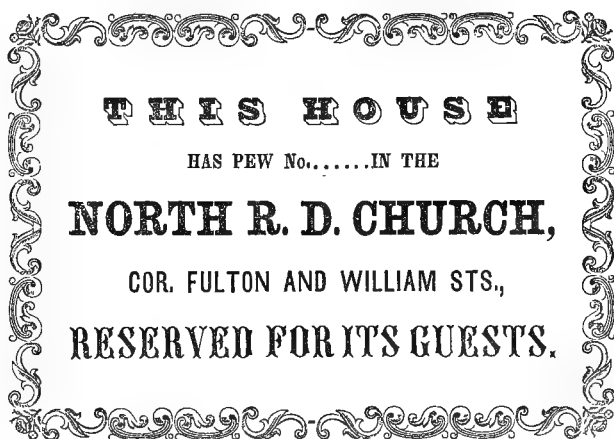 THIS HOUSE
HAS PEW No.......IN THE
NORTH R. D. CHURCH,
COR. FULTON AND WILLIAM STS.,
RESERVED FOR ITS GUESTS.